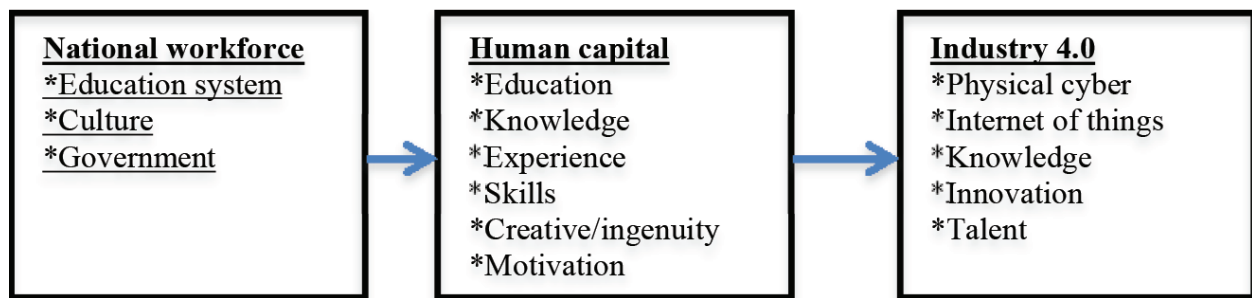 National workforce
*Education system
*Culture
*Government
Human capital
*Education
*Knowledge
*Experience
*Skills
*Creative/ingenuity
*Motivation
Industry 4.0
*Physical cyber
*Internet of things
*Knowledge
*Innovation
*Talent